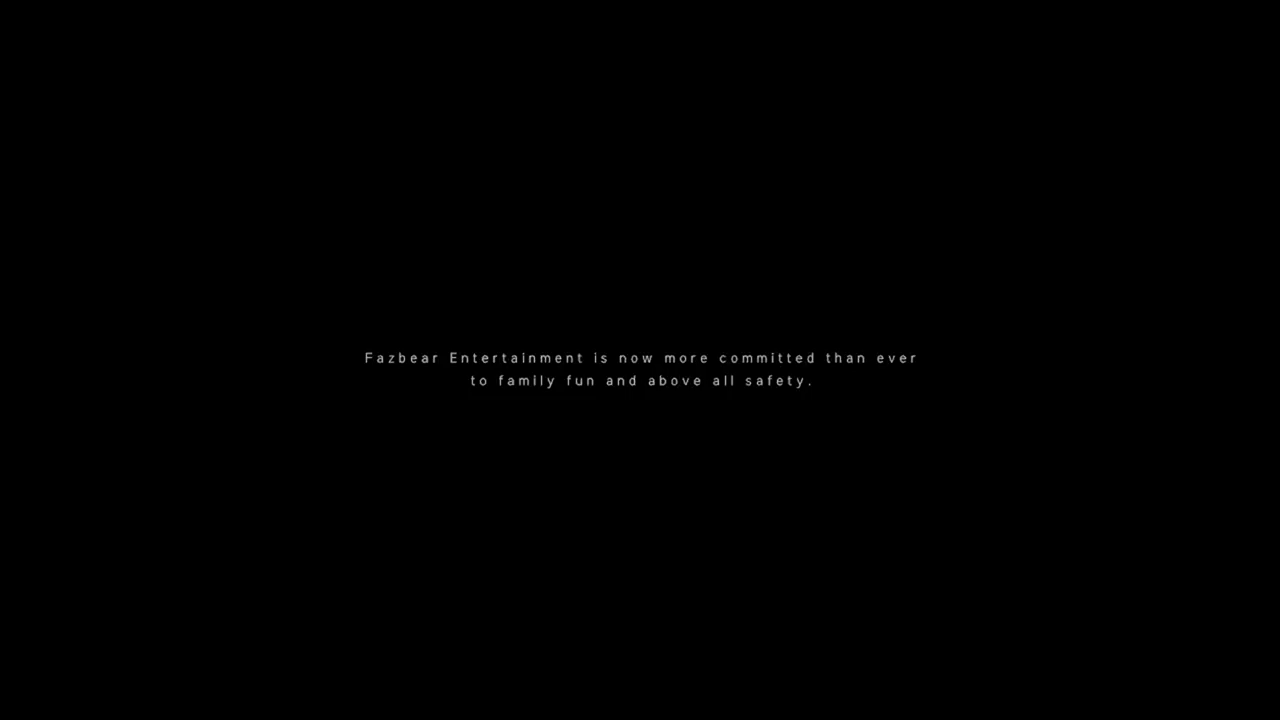 Fazbear Entertainment is now more committed than ever
to family fun and above all safety.